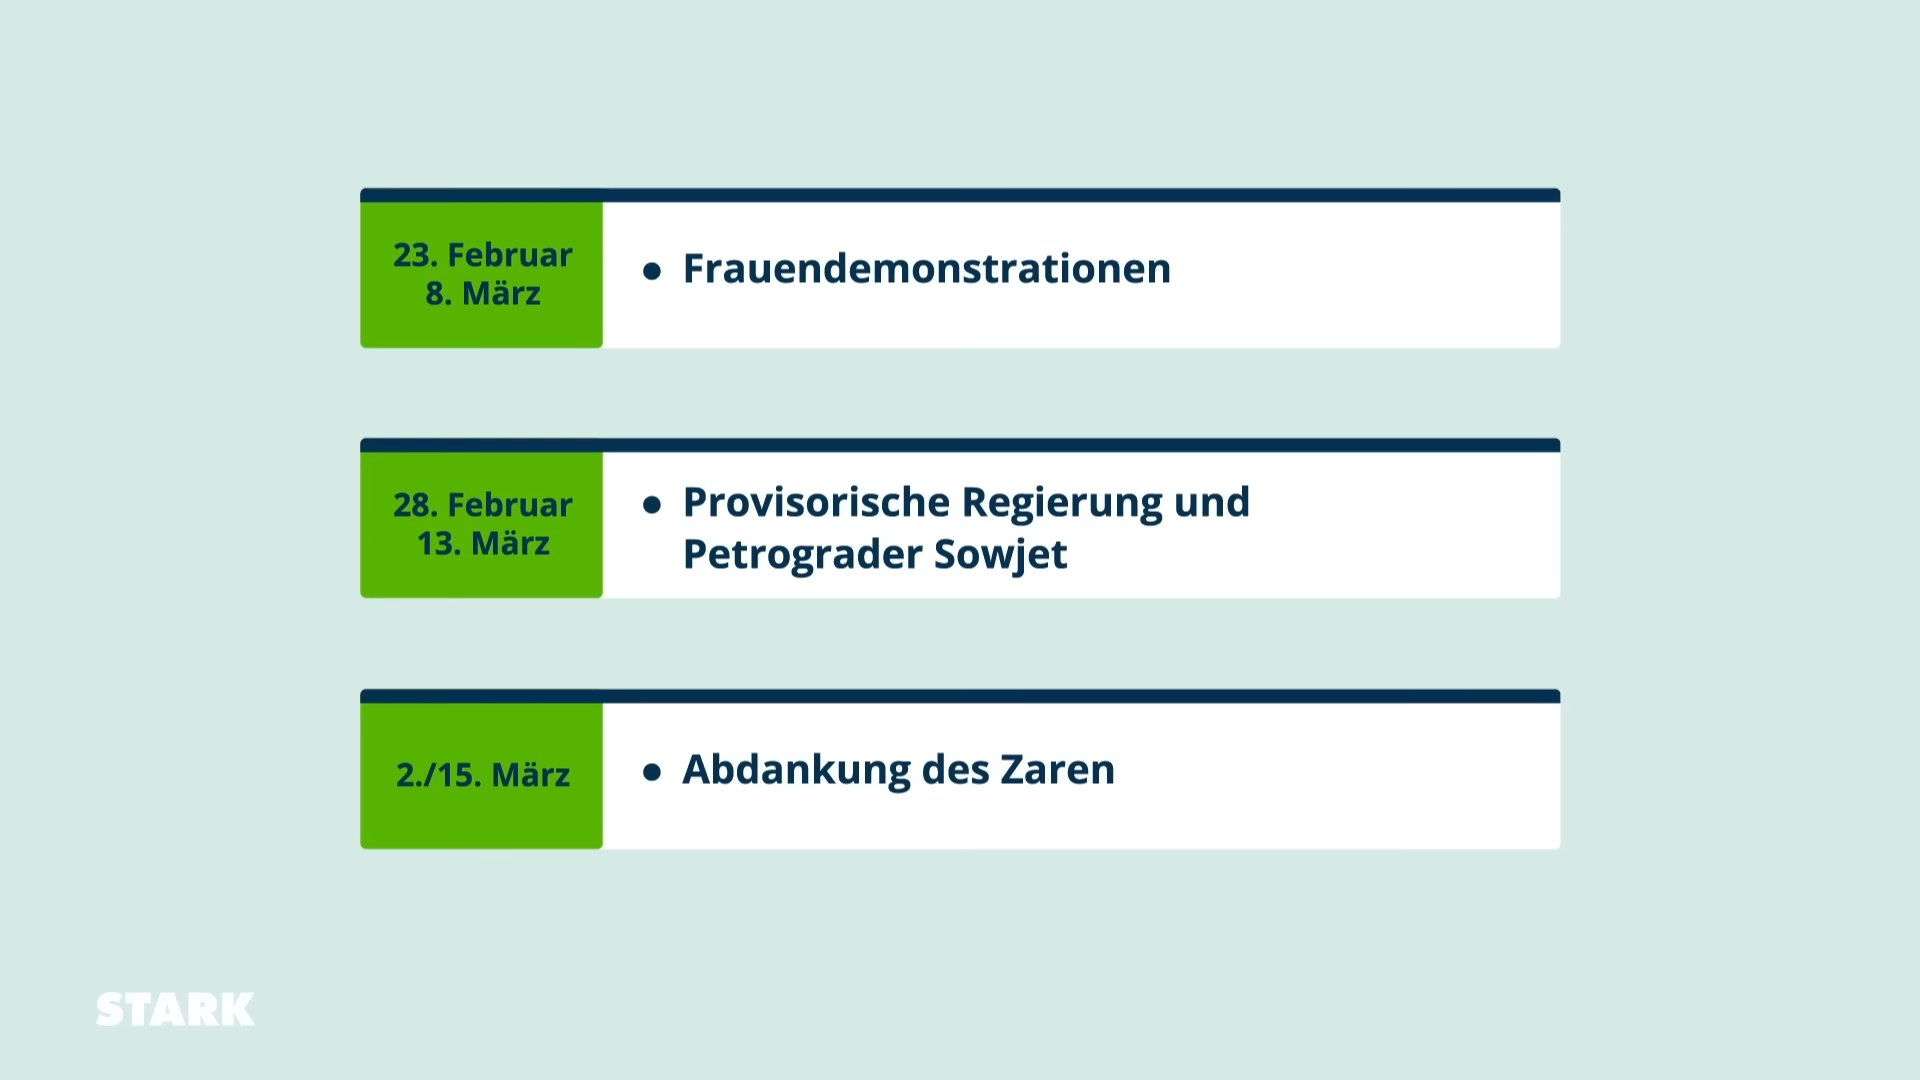 23. Februar
8. März
● Frauendemonstrationen
28. Februar
13. März
● Provisorische Regierung und
Petrograder Sowjet
2./15. März
● Abdankung des Zaren
STARK